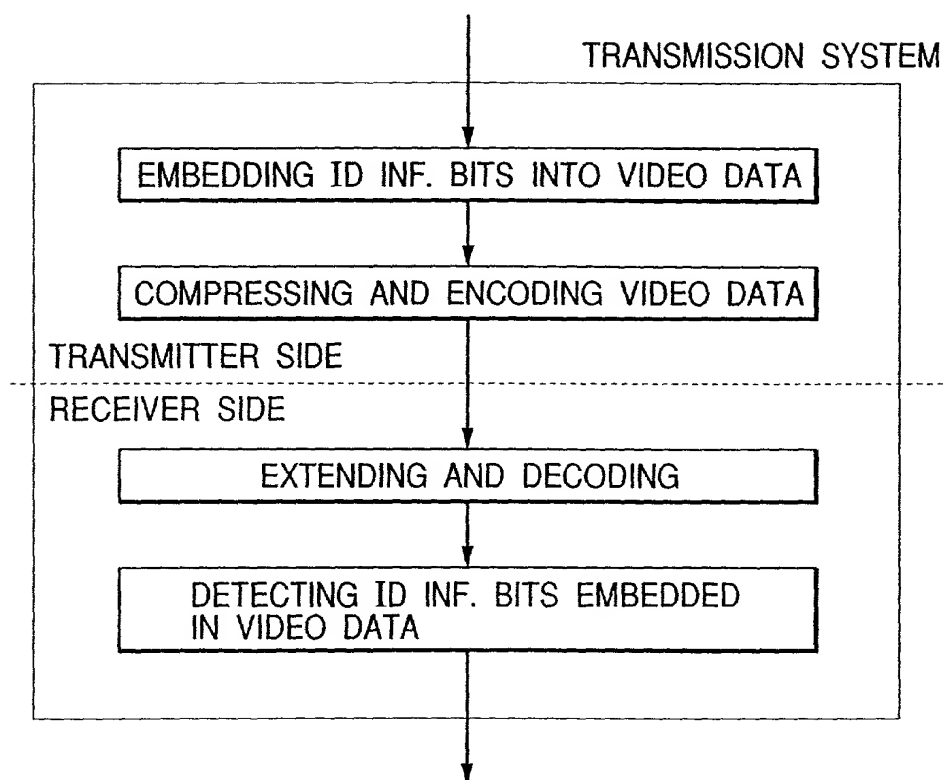 TRANSMISSION SYSTEM
EMBEDDING ID INF. BITS INTO VIDEO DATA
COMPRESSING AND ENCODING VIDEO DATA
TRANSMITTER SIDE
RECEIVER SIDE
EXTENDING AND DECODING
DETECTING ID INF. BITS EMBEDDED
IN VIDEO DATA